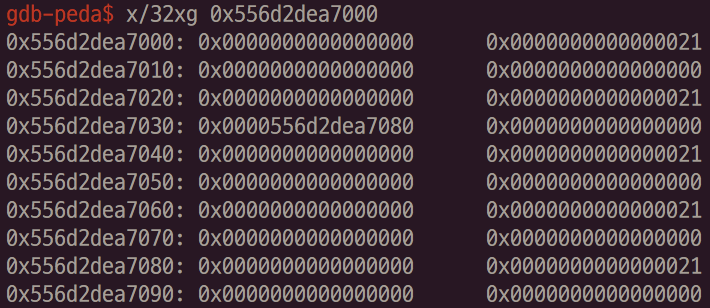 gdb-peda$ x/32xg 0x556d2dea7000
0x556d2dea7000: 0x0000000000000000 0x0000000000000021
0x556d2dea7010: 0x0000000000000000 0x0000000000000000
0x556d2dea7020: 0x0000000000000000 0x0000000000000021
0x556d2dea7030: 0x0000556d2dea7080 0x0000000000000000
0x556d2dea7040: 0x0000000000000000 0x0000000000000021
0x556d2dea7050: 0x0000000000000000 0x0000000000000000
0x556d2dea7060: 0x0000000000000000 0x0000000000000021
0x556d2dea7070: 0x0000000000000000 0x0000000000000000
0x556d2dea7080: 0x0000000000000000 0x0000000000000021
0x556d2dea7090: 0x0000000000000000 0x0000000000000000